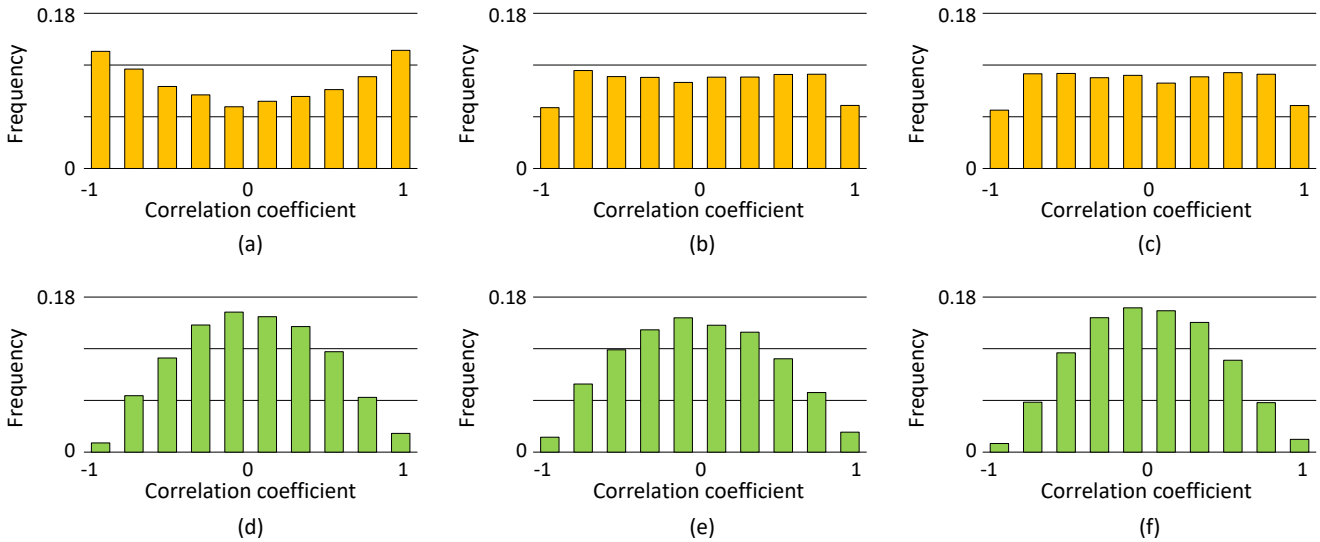 0.18
Frequency
0
-1 0 1
Correlation coefficient
(a)
0.18
Frequency
0
-1 0 1
Correlation coefficient
(b)
0.18
Frequency
0
-1 0 1
Correlation coefficient
(c)
0.18
Frequency
0
-1 0 1
Correlation coefficient
(d)
0.18
Frequency
0
-1 0 1
Correlation coefficient
(e)
0.18
Frequency
0
-1 0 1
Correlation coefficient
(f)